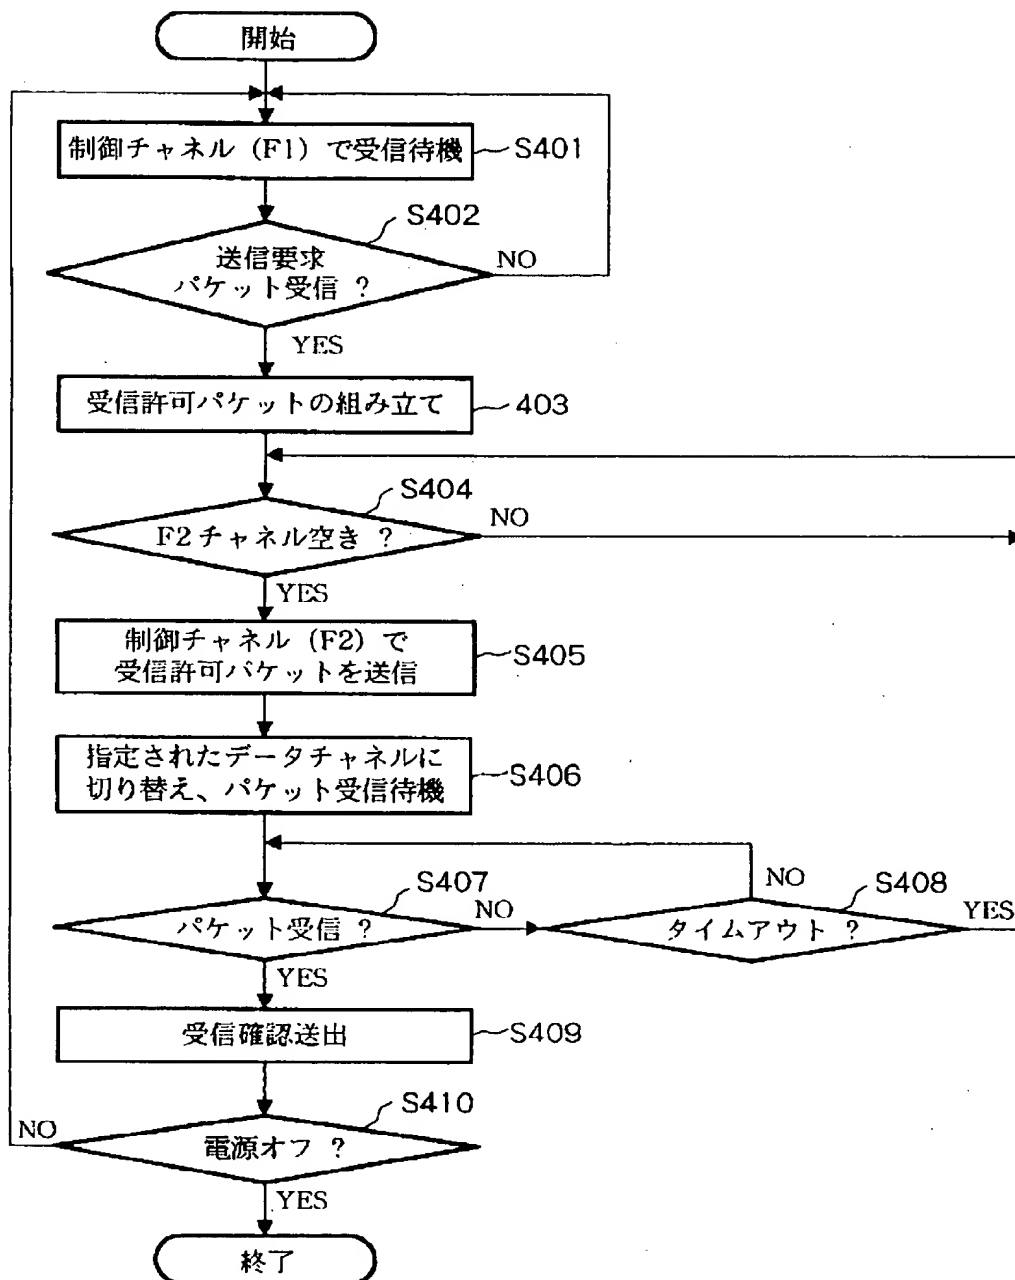 開始
制御チャネル (F1) で受信待機
S401
S402
送信要求
パケット受信 ?
NO
YES
受信許可パケットの組み立て
403
S404
F2チャネル空き ?
NO
YES
制御チャネル (F2) で
受信許可パケットを送信
S405
指定されたデータチャネルに
切り替え、パケット受信待機
S406
S407
パケット受信 ?
NO
YES
NO
S408
タイムアウト ?
YES
受信確認送出
S409
S410
NO
電源オフ ?
YES
終了